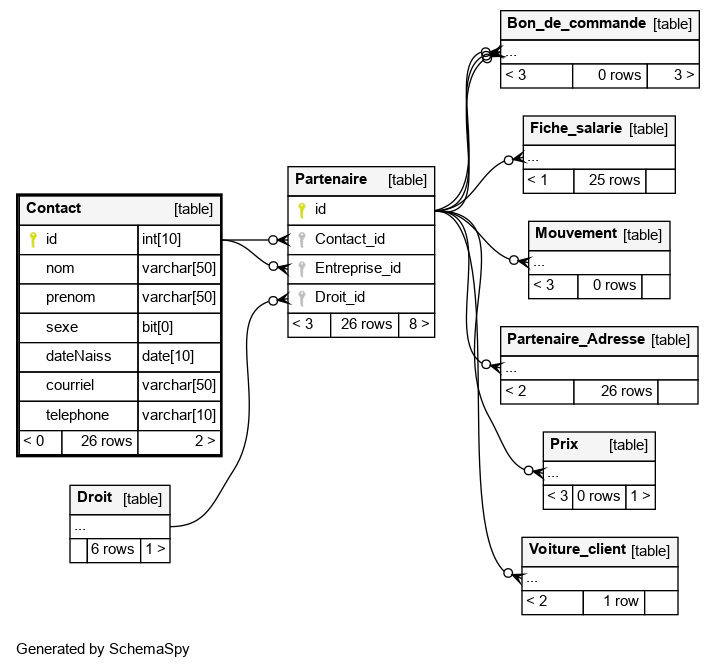 Bon_de_commande [table]
...
< 3 0 rows 3 >
Fiche_salarie [table]
...
< 1 25 rows
Partenaire [table]
id
Contact_id
Entreprise_id
Droit_id
< 3 26 rows 8 >
Contact [table]
id int[10]
nom varchar[50]
prenom varchar[50]
sexe bit[0]
dateNaiss date[10]
courriel varchar[50]
telephone varchar[10]
< 0 26 rows 2 >
Mouvement [table]
...
< 3 0 rows
Partenaire_Adresse [table]
...
< 2 26 rows
Prix [table]
...
< 3 0 rows 1 >
Droit [table]
...
6 rows 1 >
Voiture_client [table]
...
< 2 1 row
Generated by SchemaSpy